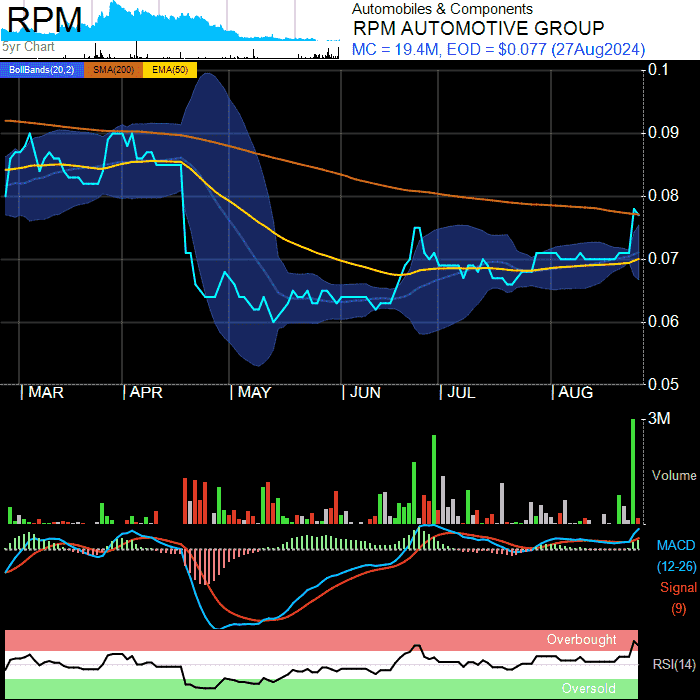 RPM
5yr Chart
Automobiles & Components
RPM AUTOMOTIVE GROUP
MC = 19.4M, EOD = $0.077 (27Aug2024)
BollBands(20,2) SMA(200) EMA(50)
0.1
0.09
0.08
0.07
0.06
0.05
MAR APR MAY JUN JUL AUG
3M
Volume
MACD
(12-26)
Signal
(9)
Overbought
RSI(14)
Oversold